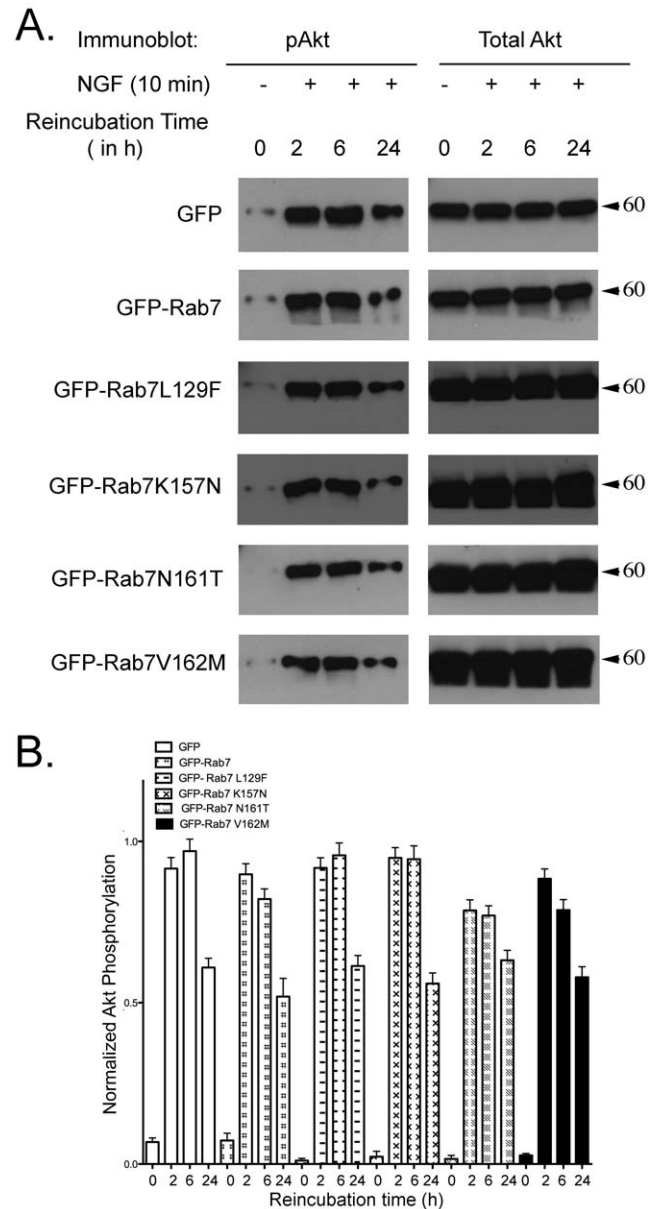 A.
Immunoblot: pAkt Total Akt
NGF (10 min) - + + + - + + +
Reincubation Time
( in h) 0 2 6 24 0 2 6 24
GFP 60
GFP-Rab7 60
GFP-Rab7L129F 60
GFP-Rab7K157N 60
GFP-Rab7N161T 60
GFP-Rab7V162M 60
B.
GFP
GFP-Rab7
GFP- Rab7 L129F
GFP-Rab7 K157N
GFP-Rab7 N161T
GFP-Rab7 V162M
Normalized Akt Phosphorylation
1.0
0.5
0.0
0 2 6 24 0 2 6 24 0 2 6 24 0 2 6 24 0 2 6 24 0 2 6 24
Reincubation time (h)